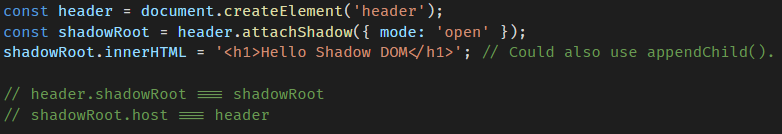 const header = document.createElement('header');
const shadowRoot = header.attachShadow({ mode: 'open' });
shadowRoot.innerHTML = '<h1>Hello Shadow DOM</h1>'; // Could also use appendChild().
// header.shadowRoot === shadowRoot
// shadowRoot.host === header